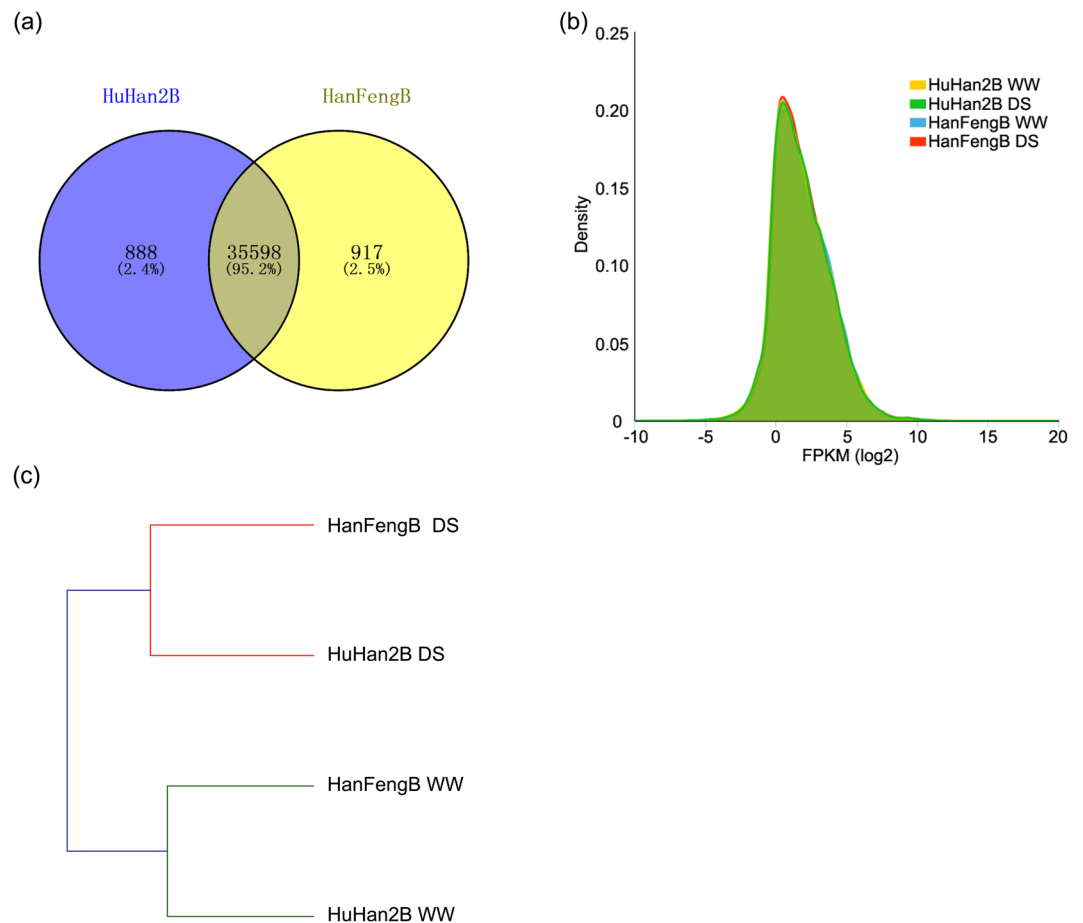 (a)
HuHan2B
HanFengB
888
(2.4%)
35598
(95.2%)
917
(2.5%)
(b)
0.25
0.20
0.15
0.10
0.05
0
Density
-10
-5
0
5
10
15
20
FPKM (log2)
HuHan2B WW
HuHan2B DS
HanFengB WW
HanFengB DS
(c)
HanFengB DS
HuHan2B DS
HanFengB WW
HuHan2B WW